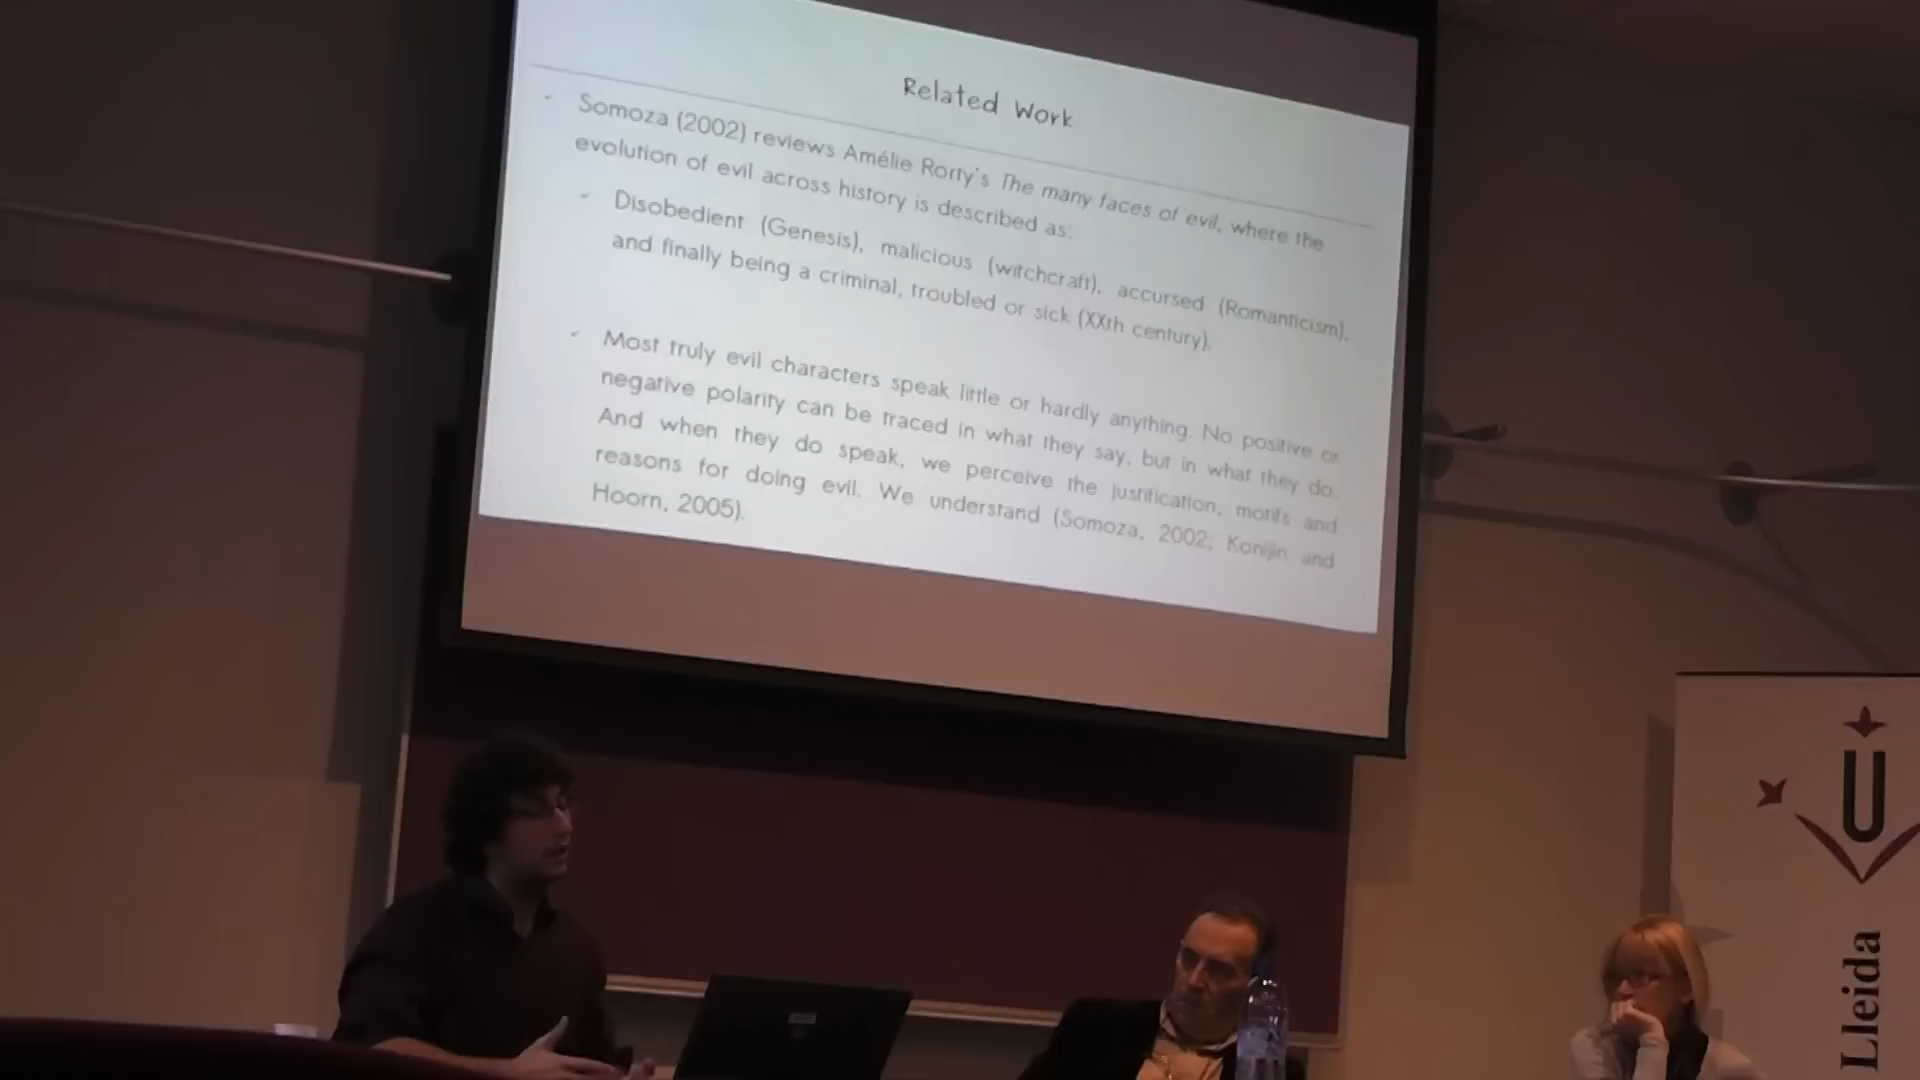 Related Work
- Somoza (2002) reviews Amélie Rorty's The many faces of evil, where the
evolution of evil across history is described as:
- Disobedient (Genesis), malicious (witchcraft), accursed (Romanticism),
and finally being a criminal, troubled or sick (XXth century).
- Most truly evil characters speak little or hardly anything. No positive or
negative polarity can be traced in what they say, but in what they do.
And when they do speak, we perceive the justification, motifs and
reasons for doing evil. We understand (Somoza, 2002; Konijin and
Hoorn, 2005).
U
Lleida